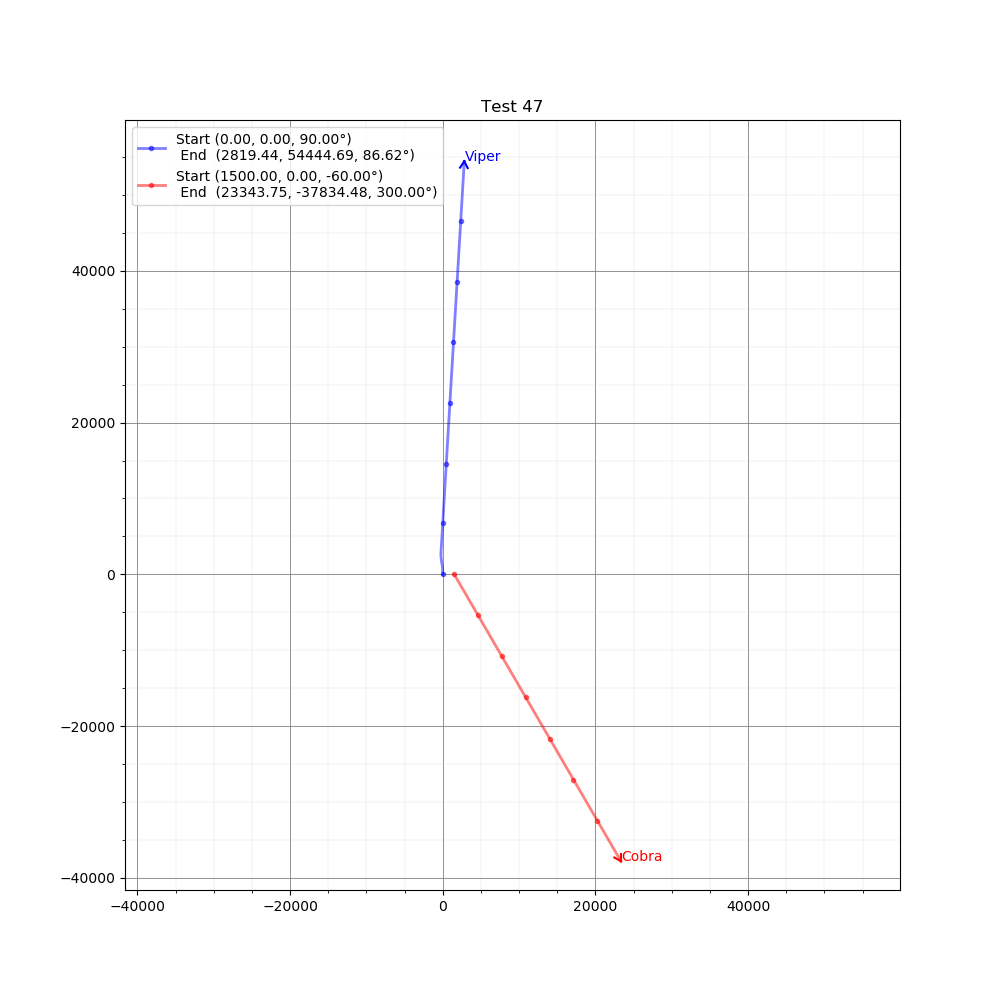 Test 47
Start (0.00, 0.00, 90.00°)
End  (2819.44, 54444.69, 86.62°)
Start (1500.00, 0.00, -60.00°)
End  (23343.75, -37834.48, 300.00°)
Viper
40000
20000
0
−20000
−40000
Cobra
−40000
−20000
0
20000
40000